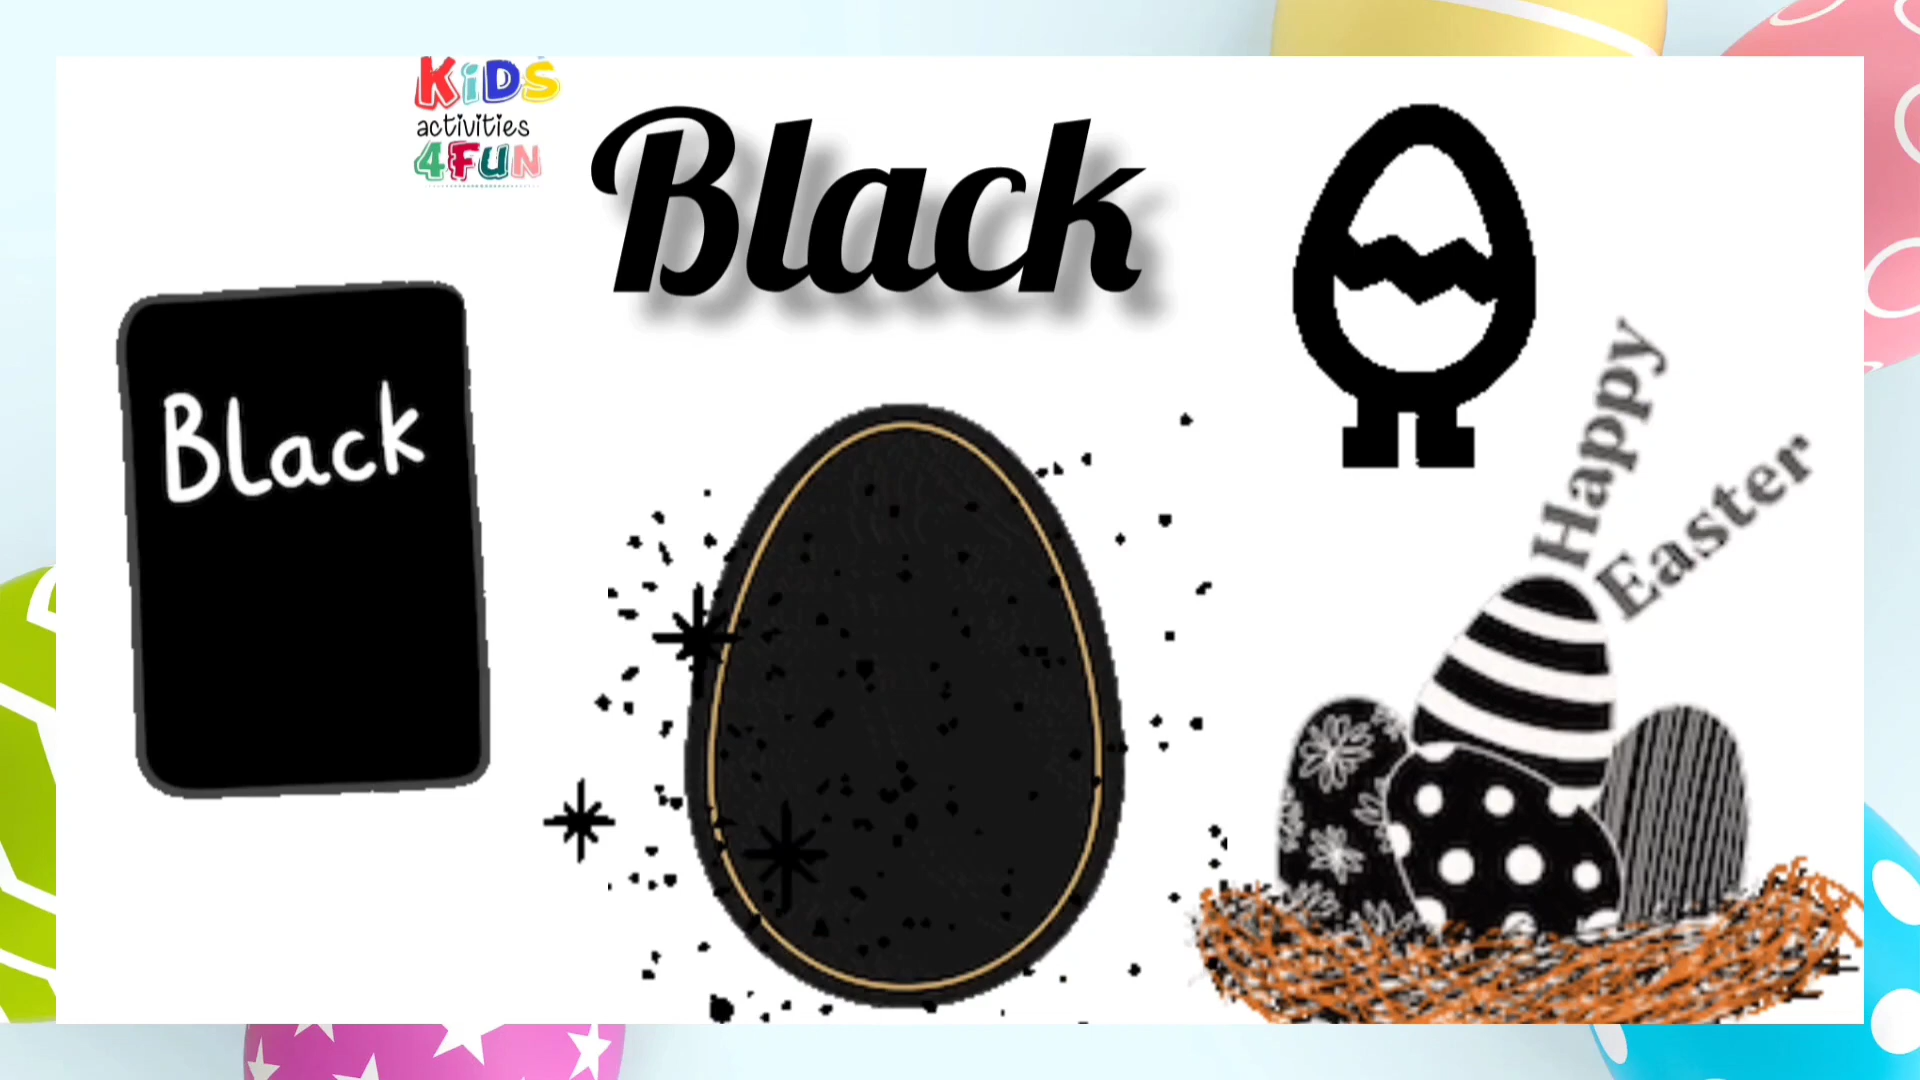 KiDS
activities
4FUN
Black
Black
Happy
Easter